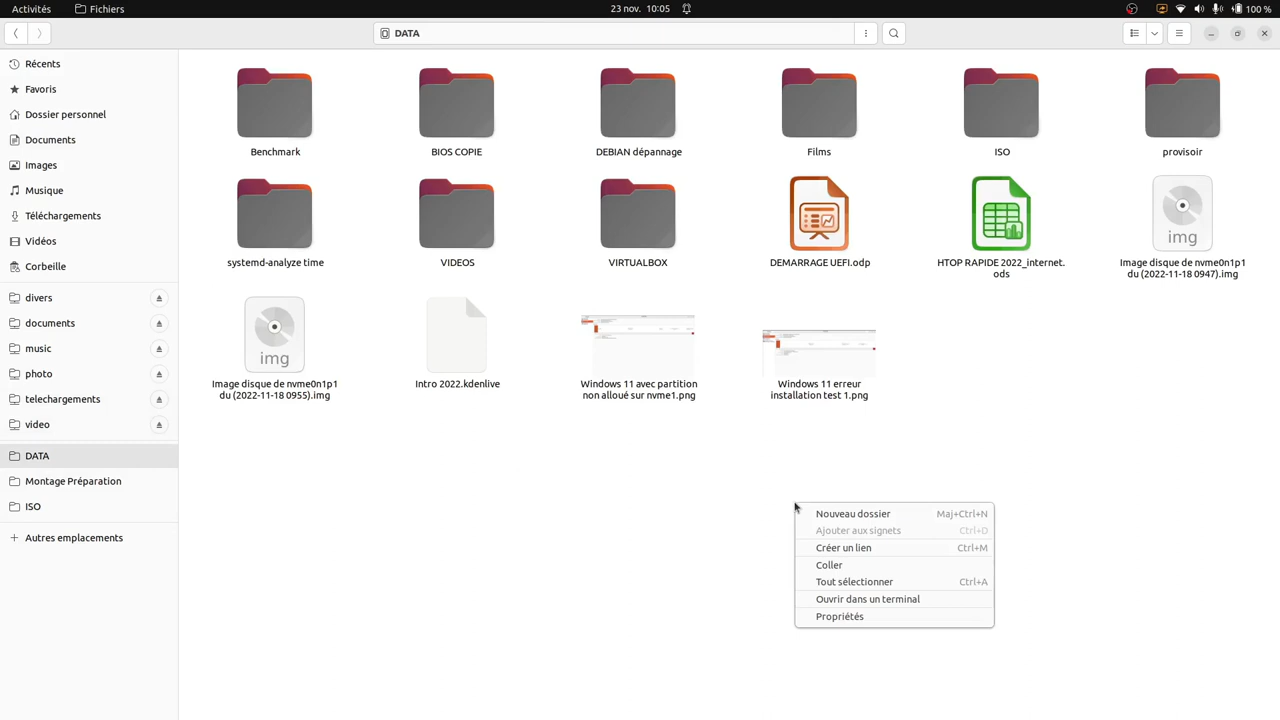 Activités
Fichiers
23 nov. 10:05
100 %
DATA
Récents
Favoris
Dossier personnel
Documents
Images
Musique
Téléchargements
Vidéos
Corbeille
divers
documents
music
photo
telechargements
video
DATA
Montage Préparation
ISO
Autres emplacements
Benchmark
BIOS COPIE
DEBIAN dépannage
Films
ISO
provisoir
systemd-analyze time
VIDEOS
VIRTUALBOX
DEMARRAGE UEFI.odp
HTOP RAPIDE 2022_internet.
ods
img
Image disque de nvme0n1p1
du (2022-11-18 0947).img
img
Image disque de nvme0n1p1
du (2022-11-18 0955).img
Intro 2022.kdenlive
Windows 11 avec partition
non alloué sur nvme1.png
Windows 11 erreur
installation test 1.png
Nouveau dossier Maj+Ctrl+N
Ajouter aux signets Ctrl+D
Créer un lien Ctrl+M
Coller
Tout sélectionner Ctrl+A
Ouvrir dans un terminal
Propriétés